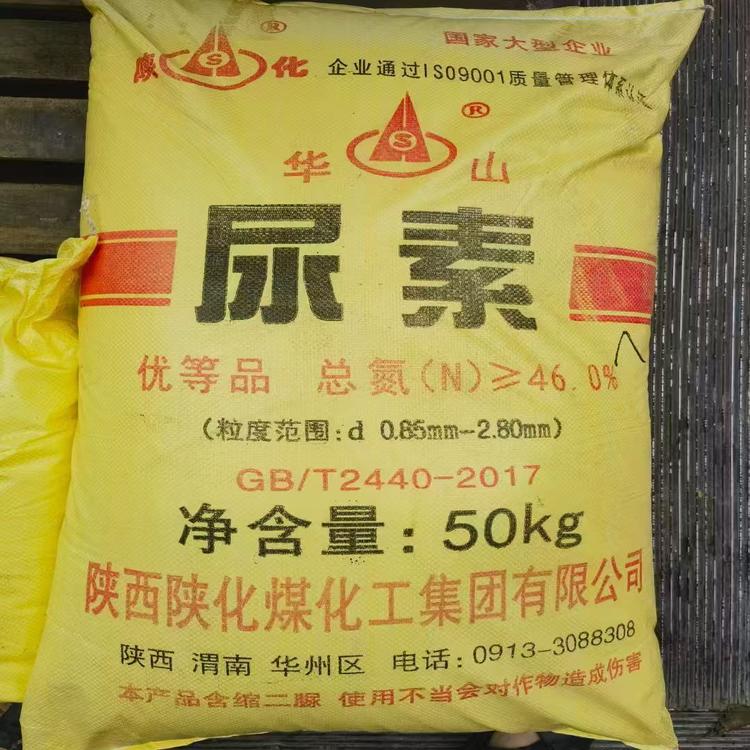 国家大型企业
陕 S ® 化 企业通过ISO9001质量管理体系认证
华 S ® 山
尿素
优等品 总氮(N)≥46.0%
(粒度范围:d 0.85mm-2.80mm)
GB/T2440-2017
净含量: 50kg
陕西陕化煤化工集团有限公司
陕西 渭南 华州区 电话:0913-3088308
本产品含缩二脲 使用不当会对作物造成伤害